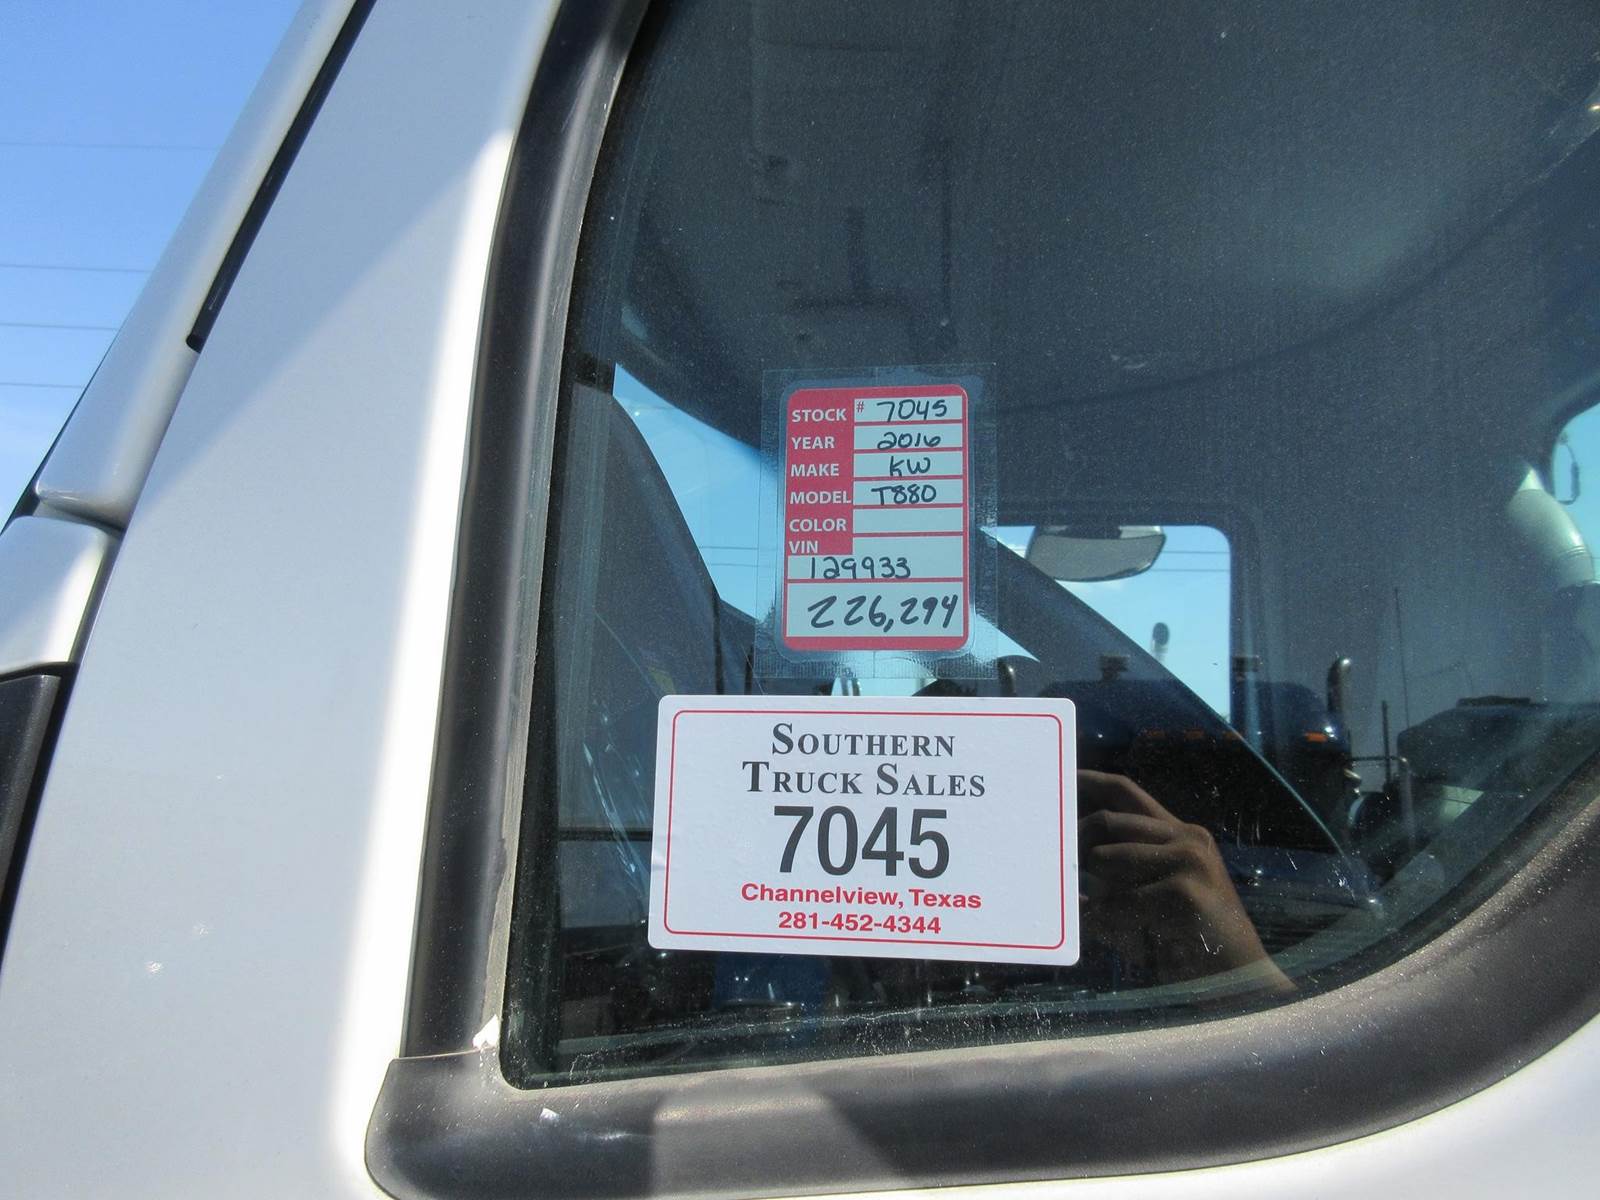 STOCK # 7045
YEAR 2016
MAKE KW
MODEL T880
COLOR
VIN
129933
226,294
SOUTHERN
TRUCK SALES
7045
Channelview, Texas
281-452-4344